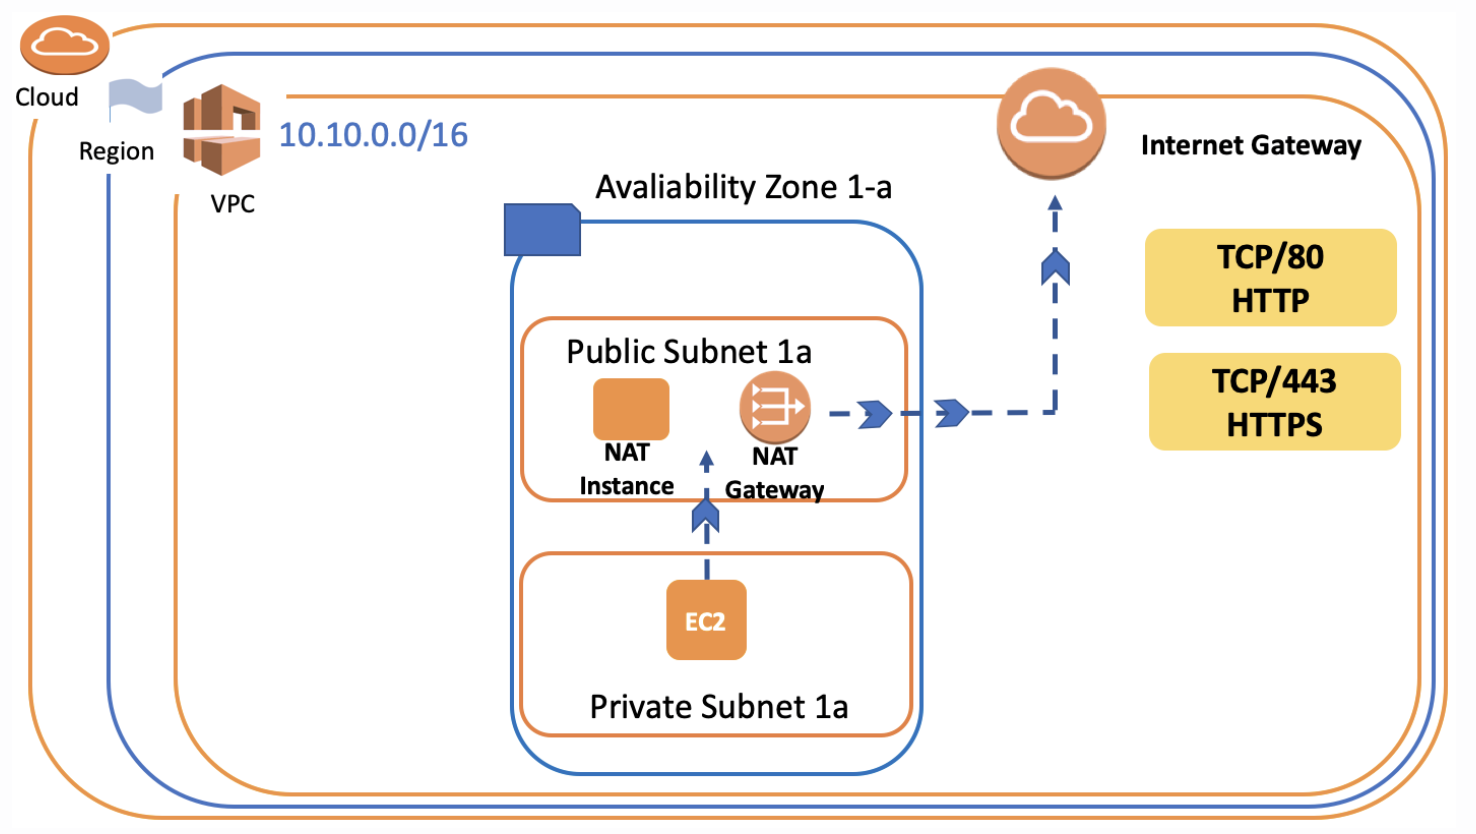 Cloud
Region
VPC
10.10.0.0/16
Internet Gateway
Avaliability Zone 1-a
TCP/80
HTTP
TCP/443
HTTPS
Public Subnet 1a
NAT
Instance
NAT
Gateway
EC2
Private Subnet 1a